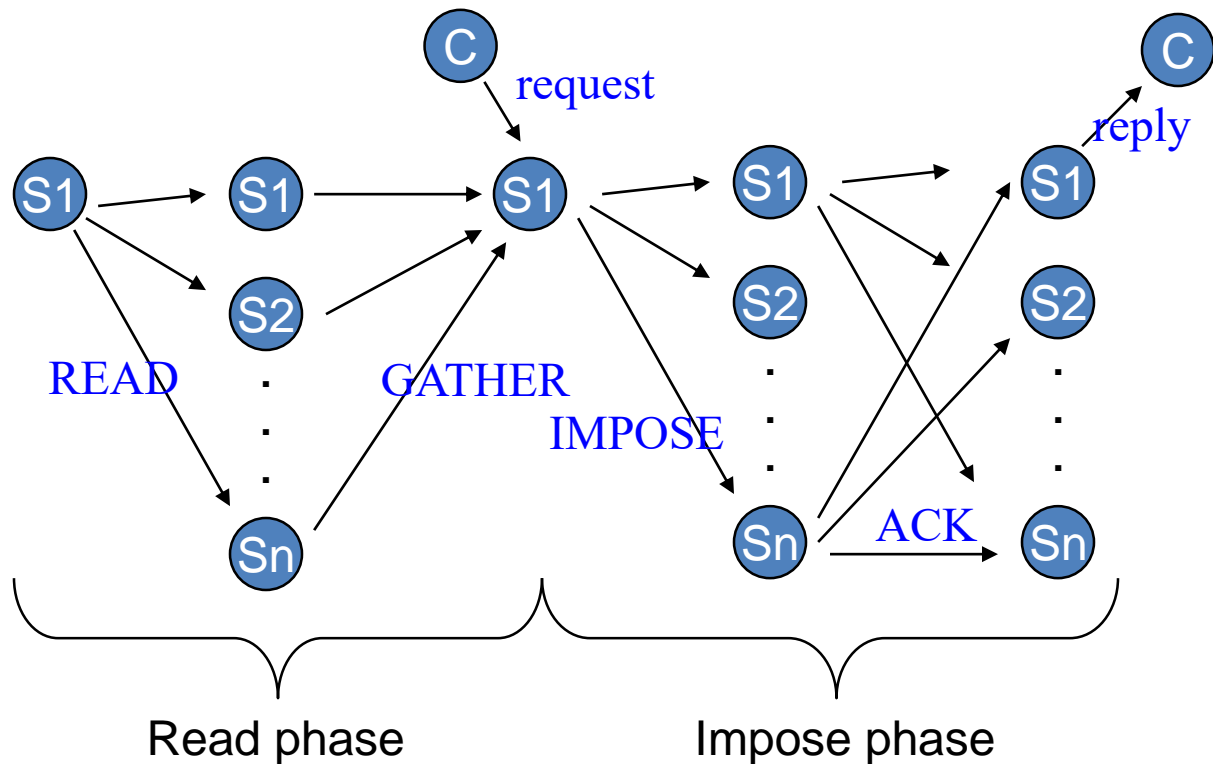 C
C
request
reply
S1
S1
S1
S1
S1
S2
S2
S2
READ
GATHER
IMPOSE
.
.
.
.
.
.
.
.
.
ACK
Sn
Sn
Sn
Read phase
Impose phase